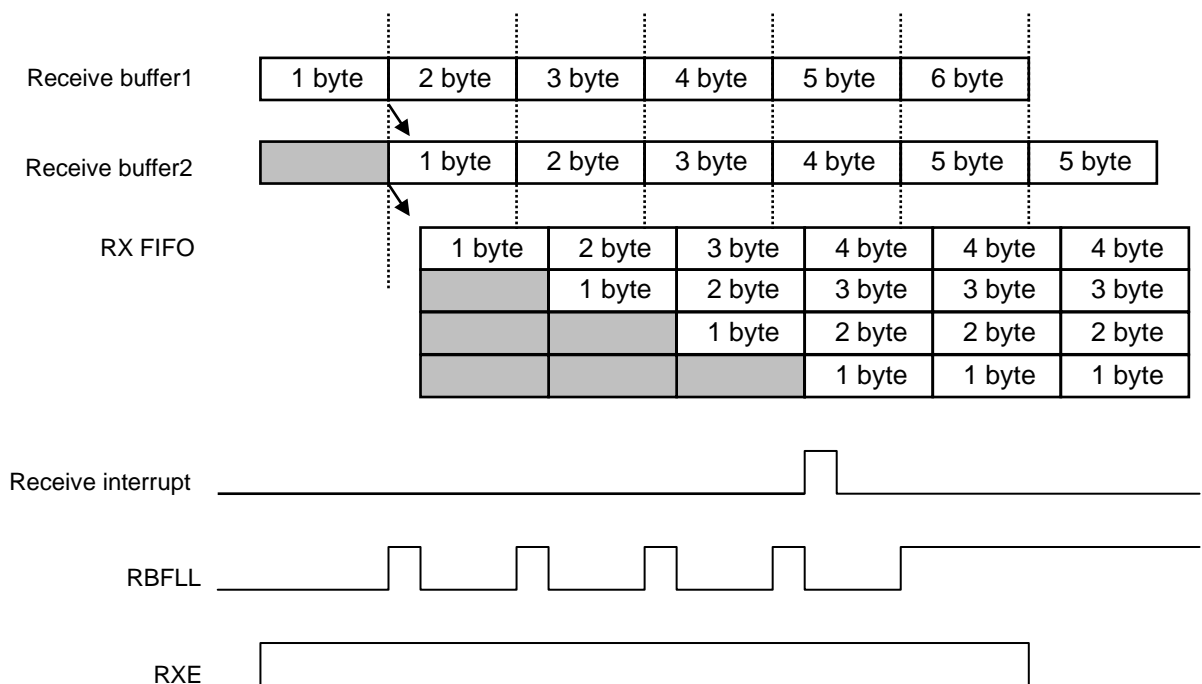 Receive buffer1 1 byte 2 byte 3 byte 4 byte 5 byte 6 byte
Receive buffer2 1 byte 2 byte 3 byte 4 byte 5 byte 5 byte
RX FIFO 1 byte 2 byte 3 byte 4 byte 4 byte 4 byte
1 byte 2 byte 3 byte 3 byte 3 byte
1 byte 2 byte 2 byte 2 byte
1 byte 1 byte 1 byte
Receive interrupt
RBFLL
RXE